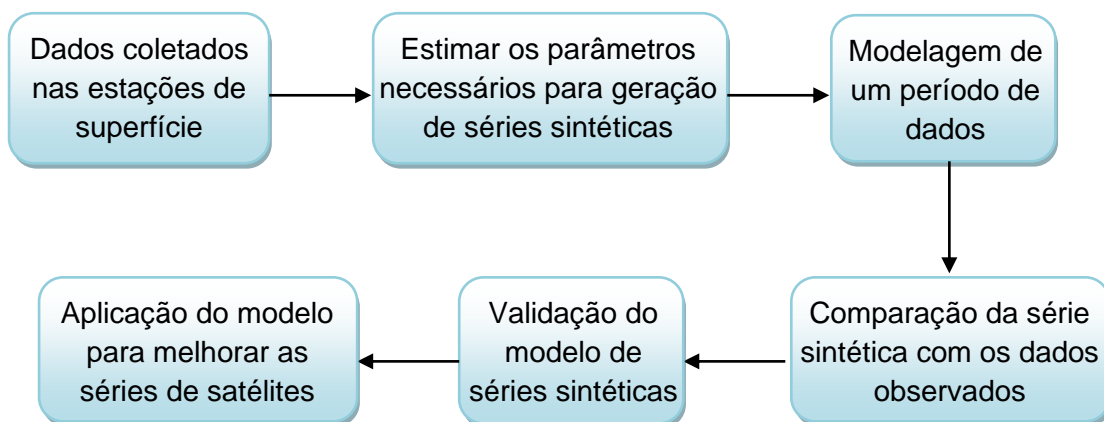 Dados coletados
nas estações de
superfície
Estimar os parâmetros
necessários para geração
de séries sintéticas
Modelagem de
um período de
dados
Comparação da série
sintética com os dados
observados
Validação do
modelo de
séries sintéticas
Aplicação do modelo
para melhorar as
séries de satélites